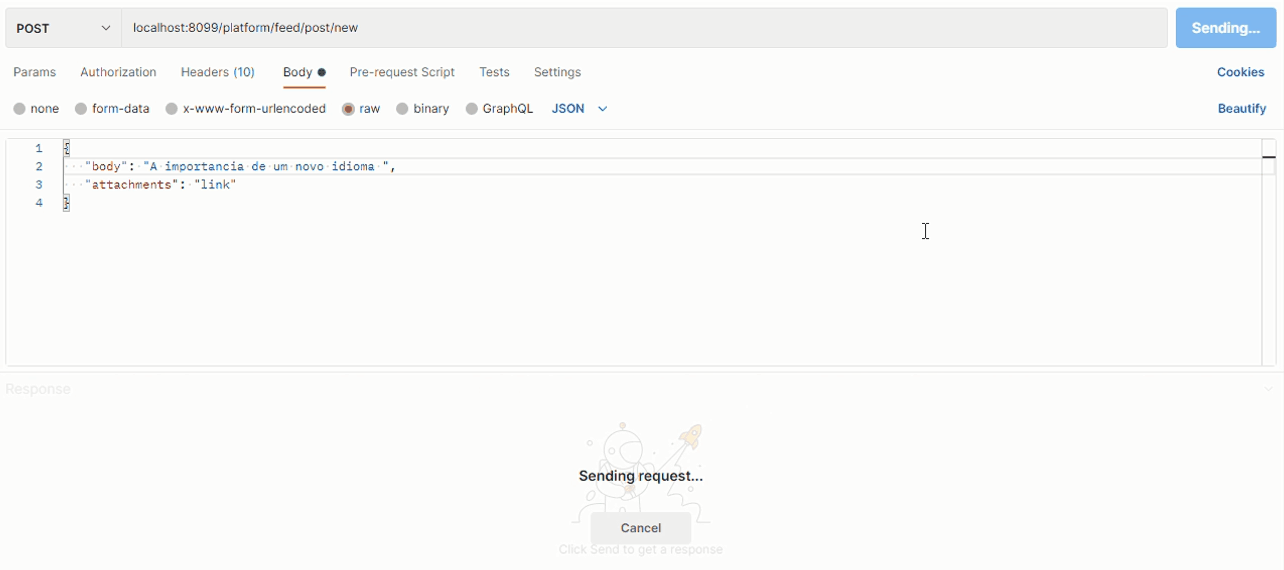 POST localhost:8099/platform/feed/post/new Sending...
Params Authorization Headers (10) Body Pre-request Script Tests Settings Cookies
none form-data x-www-form-urlencoded raw binary GraphQL JSON Beautify
1 {
2 "body": "A importancia de um novo idioma ",
3 "attachments": "link"
4 }
Response
Sending request...
Cancel
Click Send to get a response